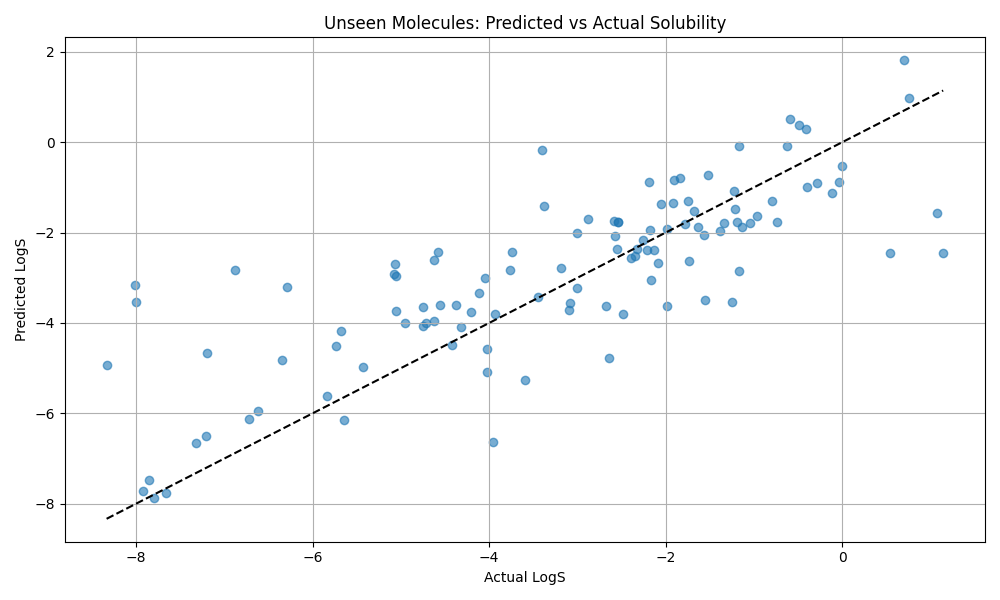 Unseen Molecules: Predicted vs Actual Solubility
Predicted LogS
2
0
−2
−4
−6
−8
−8 −6 −4 −2 0
Actual LogS